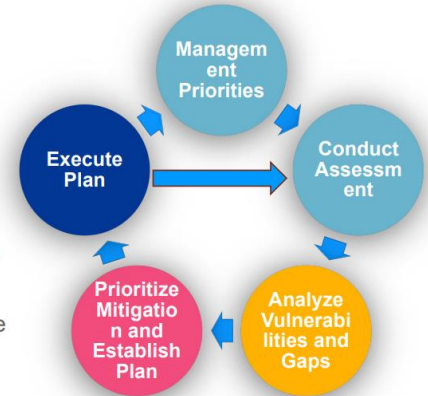 Managem
ent
Priorities
Execute
Plan
Conduct
Assessm
ent
Prioritize
Mitigatio
n and
Establish
Plan
Analyze
Vulnerabi
lities and
Gaps
e